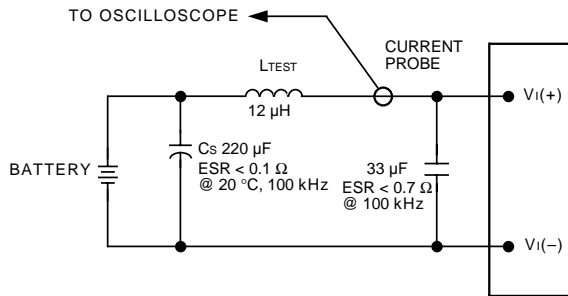 TO OSCILLOSCOPE
CURRENT
PROBE
LTEST
12 µH
VI(+)
BATTERY
CS 220 µF
ESR < 0.1 Ω
@ 20 °C, 100 kHz
33 µF
ESR < 0.7 Ω
@ 100 kHz
VI(–)